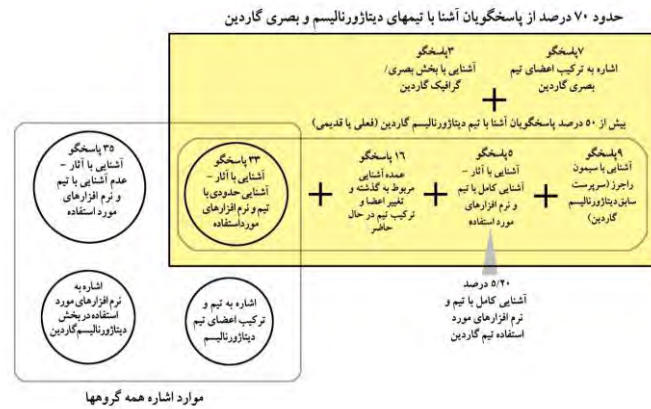 حدود ۷۰ درصد از پاسخگویان آشنا با تیمهای دیتاژورنالیسم و بصری گاردین
۷پاسخگو
اشاره به ترکیب اعضای تیم
بصری گاردین
۳پاسخگو
آشنایی با بخش بصری/
گرافیک گاردین
+
بیش از ۵۰ درصد پاسخگویان آشنا با تیم دیتاژورنالیسم گاردین (فعلی یا قدیمی)
۹پاسخگو
آشنایی با سیمون
راجرز (سرپرست
سابق دیتاژورنالیسم
گاردین)
+
۵پاسخگو
آشنایی با آثار -
آشنایی کامل با تیم
و نرم افزارهای
مورد استفاده
+
۱۶ پاسخگو
عمده آشنایی
مربوط به گذشته و
تغییر اعضا و
ترکیب تیم در حال
حاضر
+
۳۳ پاسخگو
آشنایی با آثار -
آشنایی حدودی با
تیم و نرم افزارهای
مورداستفاده
۳۵ پاسخگو
آشنایی با آثار -
عدم آشنایی با تیم
و نرم افزارهای
مورد استفاده
۵/۲۰ درصد
آشنایی کامل با تیم و
نرم افزارهای مورد
استفاده تیم گاردین
اشاره به تیم و
ترکیب اعضای تیم
دیتاژورنالیسم
اشاره به
نرم افزارهای مورد
استفاده در بخش
دیتاژورنالیسم گاردین
موارد اشاره همه گروهها